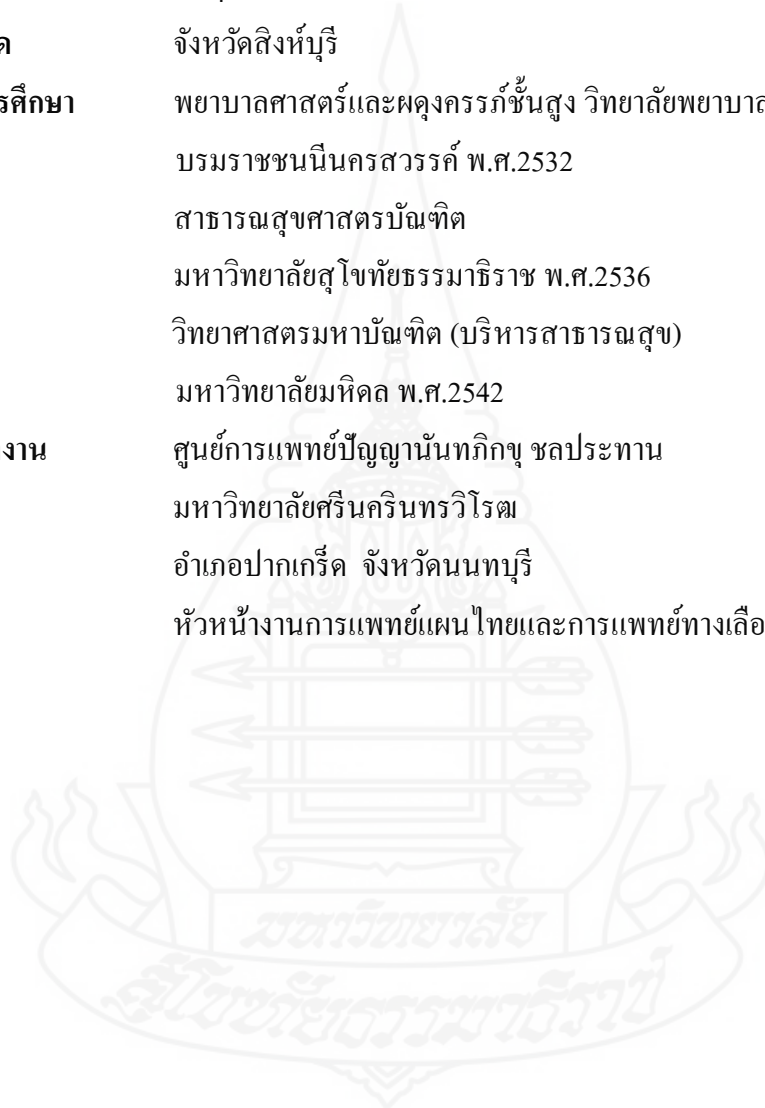 จังหวัดสิงห์บุรี
รศึกษา พยาบาลศาสตร์และผดุงครรภ์ชั้นสูง วิทยาลัยพยาบาล
บรมราชชนนีนครสวรรค์ พ.ศ.2532
สาธารณสุขศาสตรบัณฑิต
มหาวิทยาลัยสุโขทัยธรรมาธิราช พ.ศ.2536
วิทยาศาสตรมหาบัณฑิต (บริหารสาธารณสุข)
มหาวิทยาลัยมหิดล พ.ศ.2542
งาน ศูนย์การแพทย์ปัญญานันทภิกขุ ชลประทาน
มหาวิทยาลัยศรีนครินทรวิโรฒ
อำเภอปากเกร็ด จังหวัดนนทบุรี
หัวหน้างานการแพทย์แผนไทยและการแพทย์ทางเลือ
มหาวิทยาลัย
สุโขทัยธรรมาธิราช